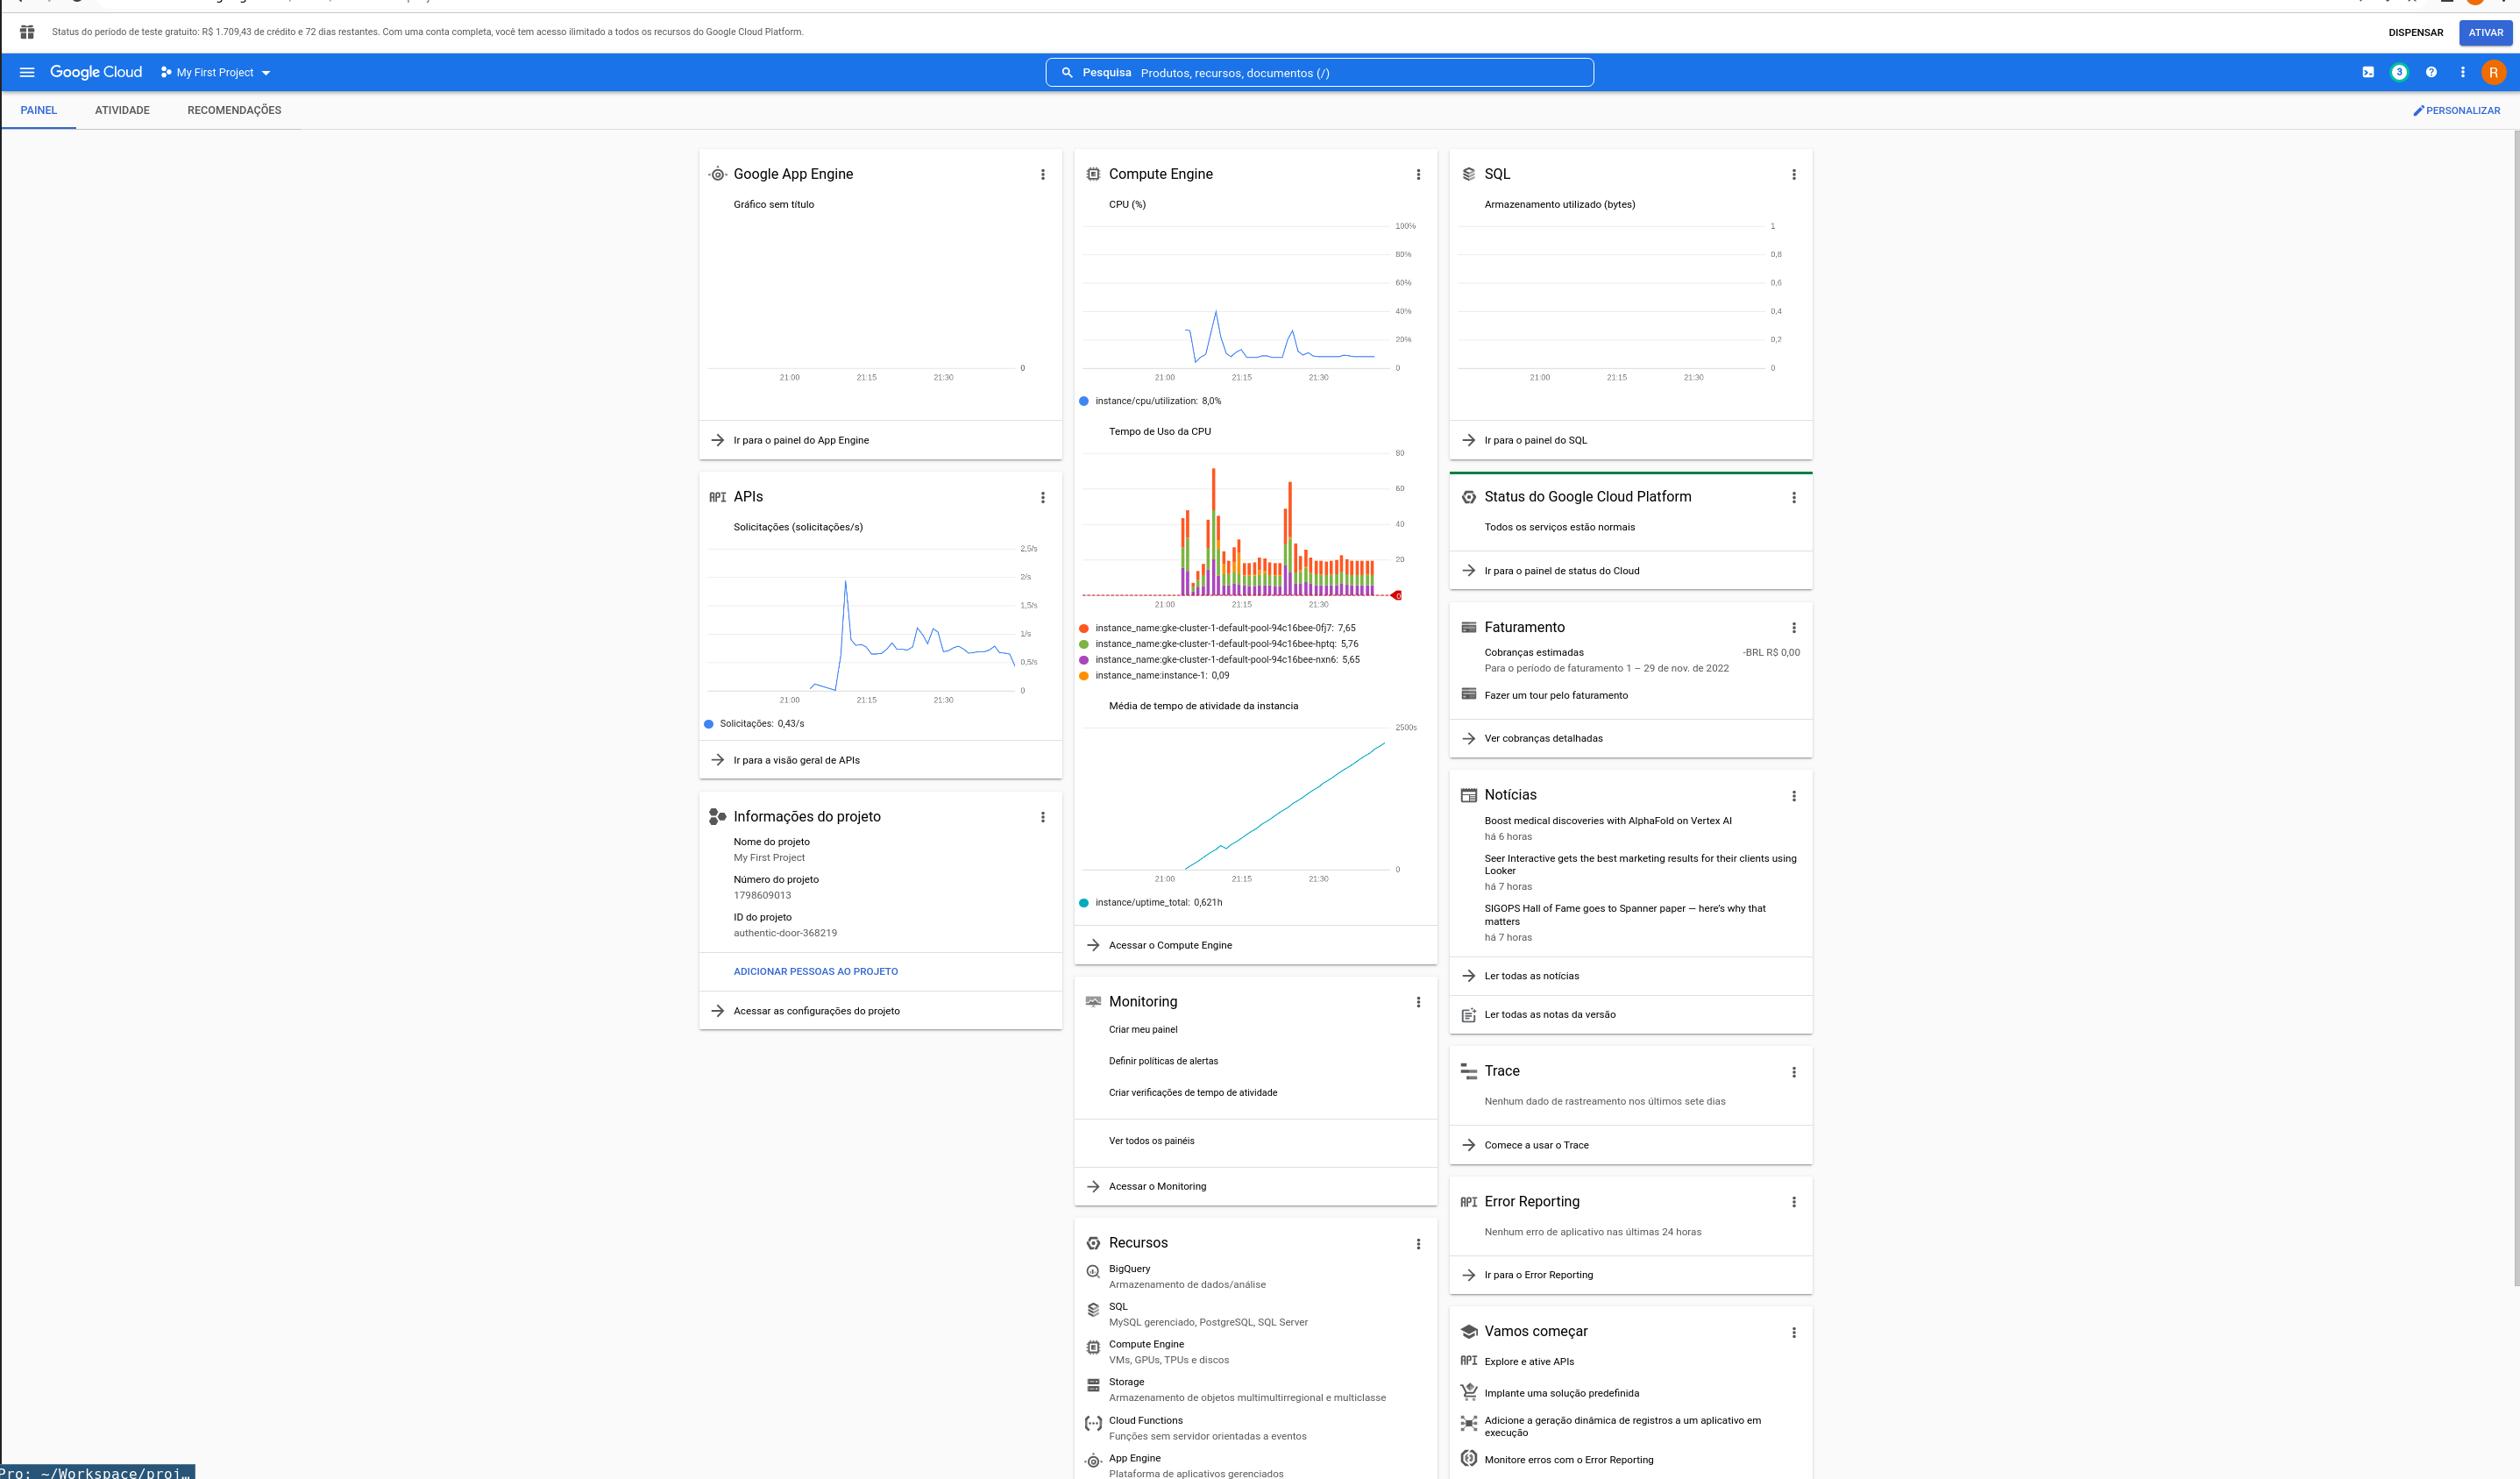 Status do período de teste gratuito: R$ 1.709,43 de crédito e 72 dias restantes. Com uma conta completa, você tem acesso ilimitado a todos os recursos do Google Cloud Platform.
DISPENSAR
ATIVAR
Google Cloud
My First Project
Pesquisa Produtos, recursos, documentos (/)
3
R
PAINEL
ATIVIDADE
RECOMENDAÇÕES
PERSONALIZAR
Google App Engine
Gráfico sem título
0
21:00
21:15
21:30
Ir para o painel do App Engine
API APIs
Solicitações (solicitações/s)
2,5/s
2/s
1,5/s
1/s
0,5/s
0
21:00
21:15
21:30
Solicitações: 0,43/s
Ir para a visão geral de APIs
Informações do projeto
Nome do projeto
My First Project
Número do projeto
1798609013
ID do projeto
authentic-door-368219
ADICIONAR PESSOAS AO PROJETO
Acessar as configurações do projeto
Compute Engine
CPU (%)
100%
80%
60%
40%
20%
0
21:00
21:15
21:30
instance/cpu/utilization: 8,0%
Tempo de Uso da CPU
80
60
40
20
0
21:00
21:15
21:30
instance_name:gke-cluster-1-default-pool-94c16bee-0fj7: 7,65
instance_name:gke-cluster-1-default-pool-94c16bee-hptq: 5,76
instance_name:gke-cluster-1-default-pool-94c16bee-nxn6: 5,65
instance_name:instance-1: 0,09
Média de tempo de atividade da instancia
2500s
0
21:00
21:15
21:30
instance/uptime_total: 0,621h
Acessar o Compute Engine
Monitoring
Criar meu painel
Definir políticas de alertas
Criar verificações de tempo de atividade
Ver todos os painéis
Acessar o Monitoring
Recursos
BigQuery
Armazenamento de dados/análise
SQL
MySQL gerenciado, PostgreSQL, SQL Server
Compute Engine
VMs, GPUs, TPUs e discos
Storage
Armazenamento de objetos multimultirregional e multiclasse
Cloud Functions
Funções sem servidor orientadas a eventos
App Engine
Plataforma de aplicativos gerenciados
SQL
Armazenamento utilizado (bytes)
1
0,8
0,6
0,4
0,2
0
21:00
21:15
21:30
Ir para o painel do SQL
Status do Google Cloud Platform
Todos os serviços estão normais
Ir para o painel de status do Cloud
Faturamento
Cobranças estimadas
-BRL R$ 0,00
Para o período de faturamento 1 – 29 de nov. de 2022
Fazer um tour pelo faturamento
Ver cobranças detalhadas
Notícias
Boost medical discoveries with AlphaFold on Vertex AI
há 6 horas
Seer Interactive gets the best marketing results for their clients using
Looker
há 7 horas
SIGOPS Hall of Fame goes to Spanner paper — here’s why that
matters
há 7 horas
Ler todas as notícias
Ler todas as notas da versão
Trace
Nenhum dado de rastreamento nos últimos sete dias
Comece a usar o Trace
API Error Reporting
Nenhum erro de aplicativo nas últimas 24 horas
Ir para o Error Reporting
Vamos começar
API Explore e ative APIs
Implante uma solução predefinida
Adicione a geração dinâmica de registros a um aplicativo em
execução
Monitore erros com o Error Reporting
Pro: ~/Workspace/proj…